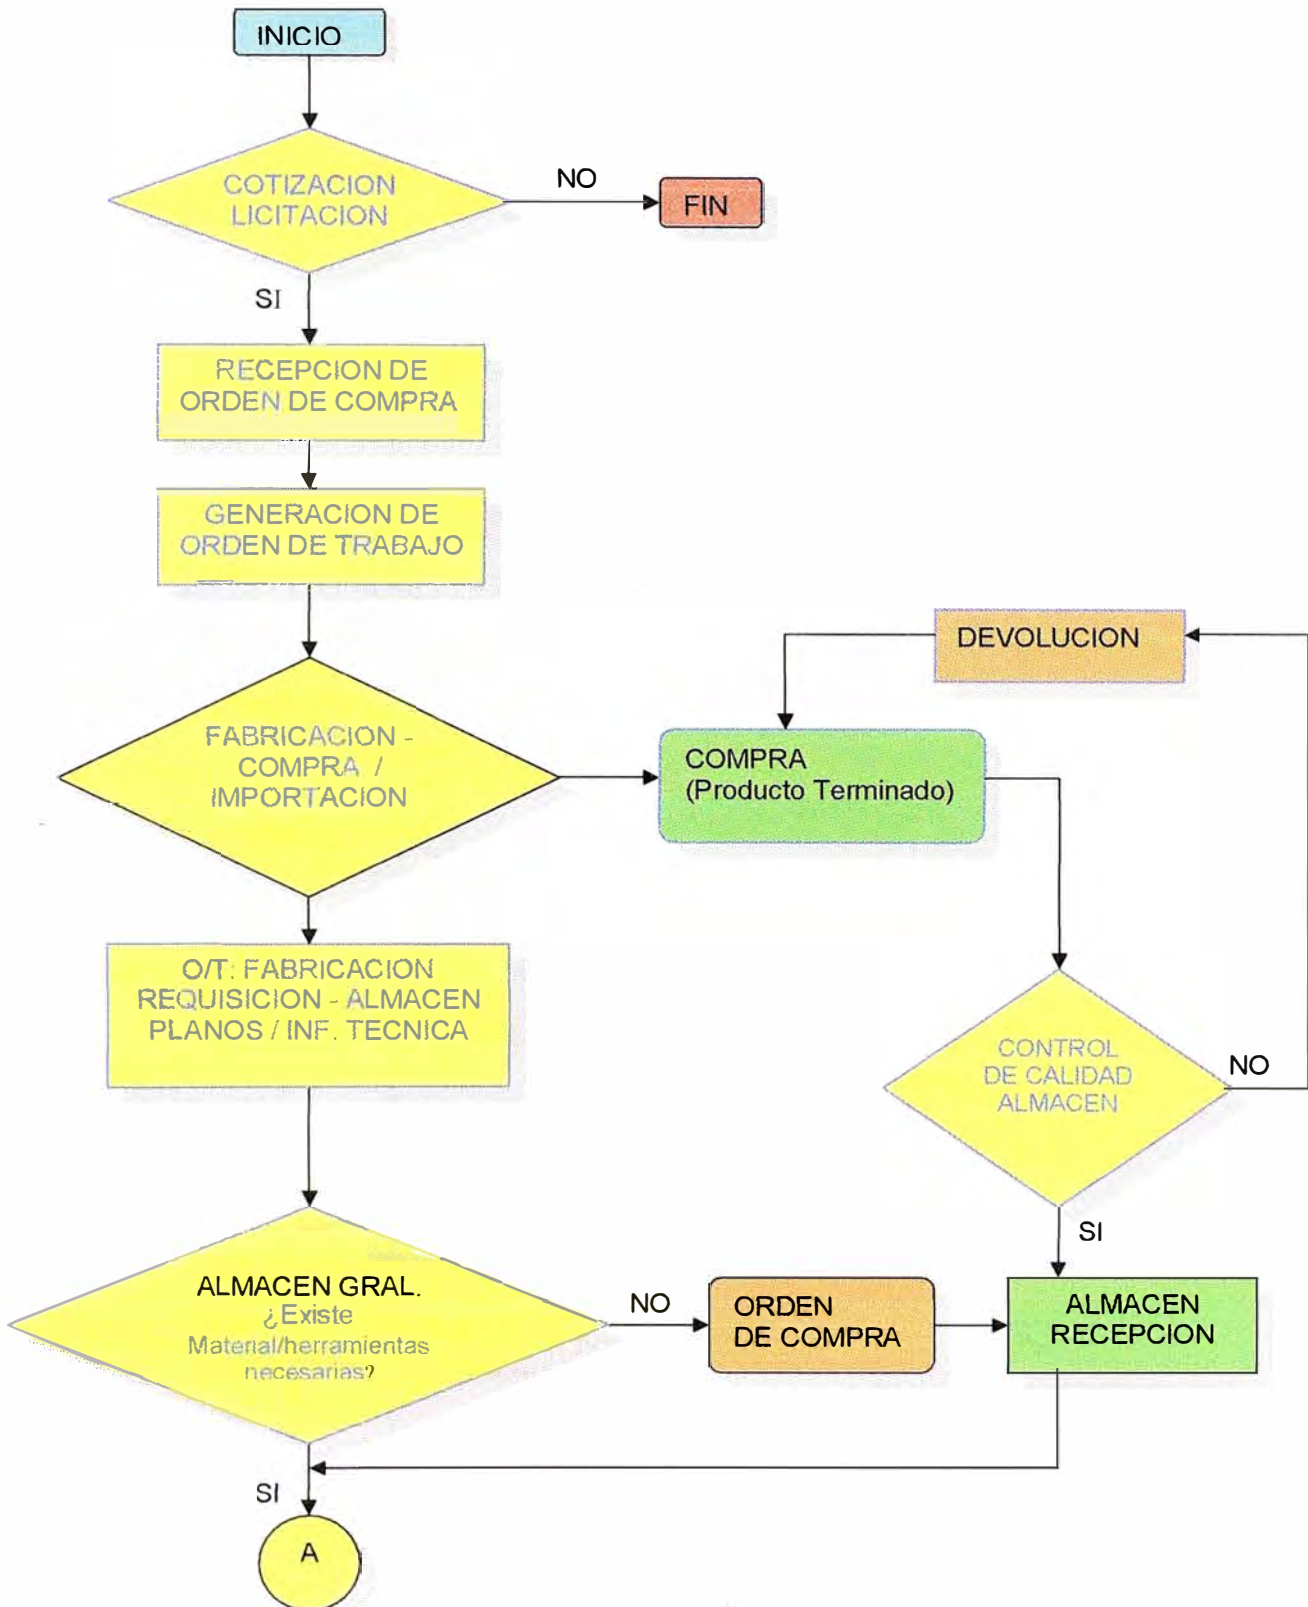 INICIO
COTIZACION
LICITACION
NO
FIN
SI
RECEPCION DE
ORDEN DE COMPRA
GENERACION DE
ORDEN DE TRABAJO
DEVOLUCION
FABRICACION -
COMPRA /
IMPORTACION
COMPRA
(Producto Terminado)
O/T: FABRICACION
REQUISICION - ALMACEN
PLANOS / INF. TECNICA
CONTROL
DE CALIDAD
ALMACEN
NO
SI
ALMACEN GRAL.
¿Existe
Material/herramientas
necesarias?
NO
ORDEN
DE COMPRA
ALMACEN
RECEPCION
SI
A